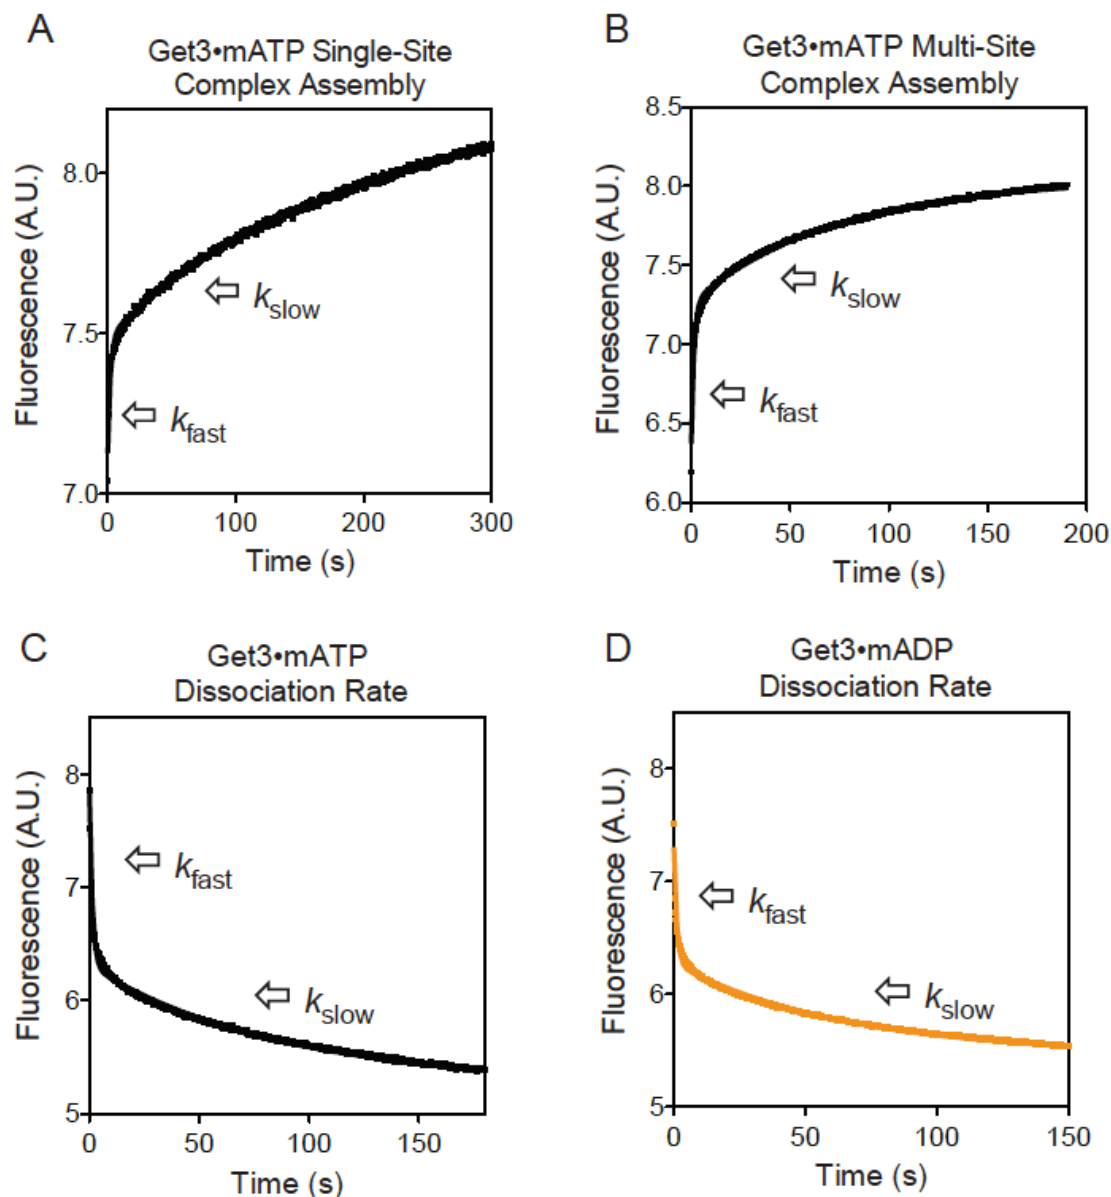 A
Get3•mATP Single-Site
Complex Assembly
Fluorescence (A.U.)
8.0
7.5
7.0
kslow
kfast
0 100 200 300
Time (s)
B
Get3•mATP Multi-Site
Complex Assembly
Fluorescence (A.U.)
8.5
8.0
7.5
7.0
6.5
6.0
kslow
kfast
0 50 100 150 200
Time (s)
C
Get3•mATP
Dissociation Rate
Fluorescence (A.U.)
8
7
6
5
kfast
kslow
0 50 100 150
Time (s)
D
Get3•mADP
Dissociation Rate
Fluorescence (A.U.)
8
7
6
5
kfast
kslow
0 50 100 150
Time (s)